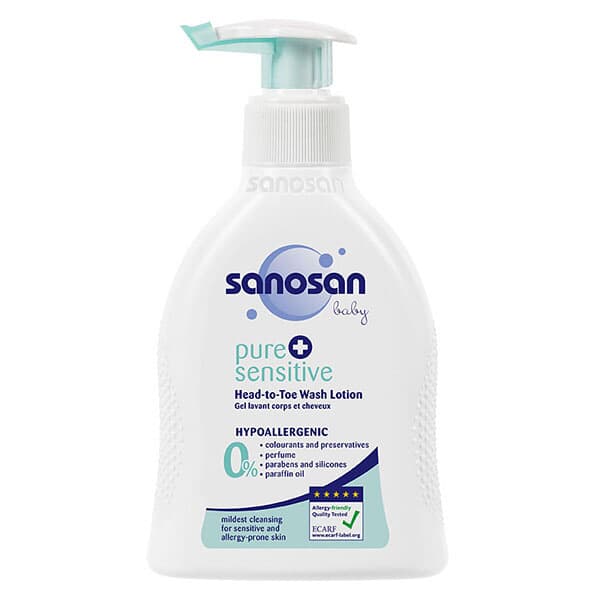 sanosan
sanosan
baby
pure+
sensitive
Head-to-Toe Wash Lotion
Gel lavant corps et cheveux
HYPOALLERGENIC
0%
• colourants and preservatives
• perfume
• parabens and silicones
• paraffin oil
mildest cleansing
for sensitive and
allergy-prone skin
Allergy-friendly
Quality Tested
ECARF
www.ecarf-label.org